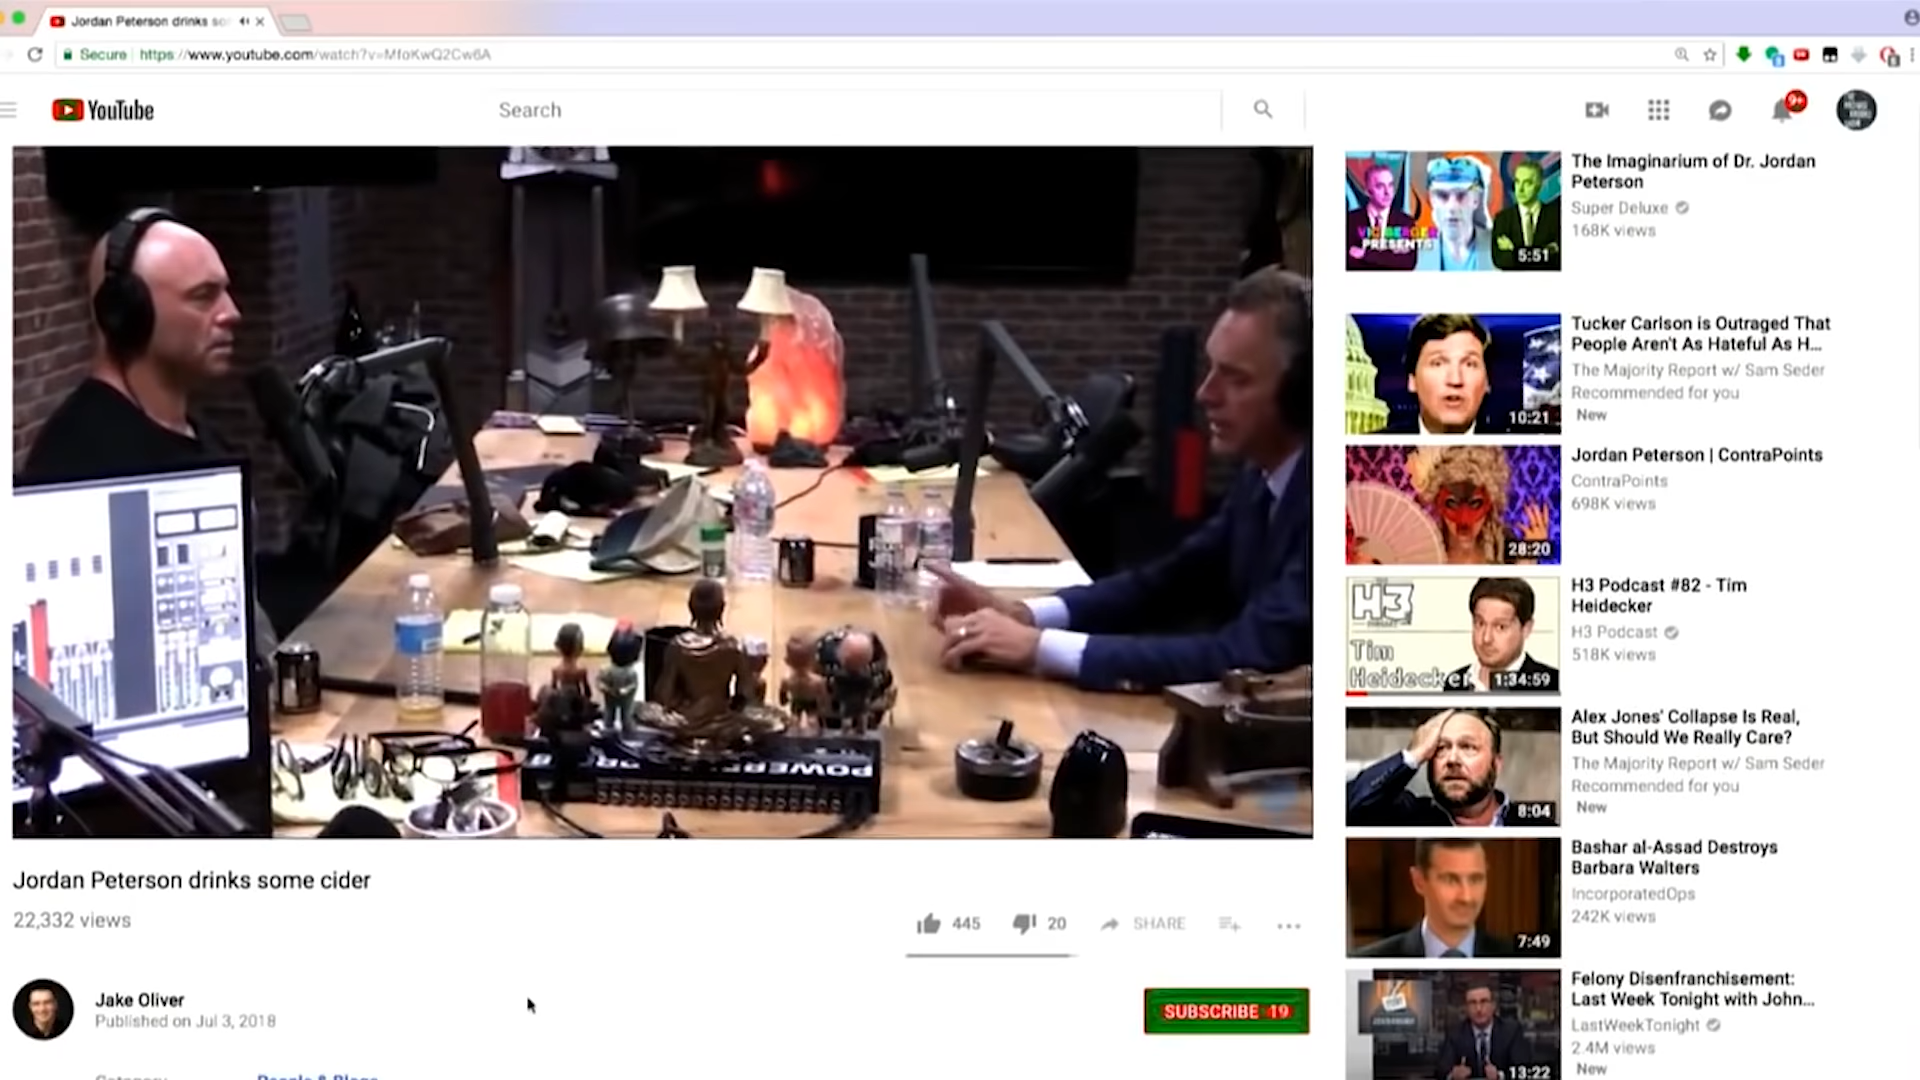 Jordan Peterson drinks so
Secure https://www.youtube.com/watch?v=MfoKwQ2Cw6A
YouTube
Search
9+
POWERF
VIC BERGER
PRESENTS
5:51
The Imaginarium of Dr. Jordan
Peterson
Super Deluxe
168K views
10:21
Tucker Carlson is Outraged That
People Aren't As Hateful As H...
The Majority Report w/ Sam Seder
Recommended for you
New
28:20
Jordan Peterson | ContraPoints
ContraPoints
698K views
H3
Tim
Heidecker
1:34:59
H3 Podcast #82 - Tim
Heidecker
H3 Podcast
518K views
8:04
Alex Jones' Collapse Is Real,
But Should We Really Care?
The Majority Report w/ Sam Seder
Recommended for you
New
7:49
Bashar al-Assad Destroys
Barbara Walters
IncorporatedOps
242K views
13:22
Felony Disenfranchisement:
Last Week Tonight with John...
LastWeekTonight
2.4M views
New
Jordan Peterson drinks some cider
22,332 views
445
20
SHARE
Jake Oliver
Published on Jul 3, 2018
SUBSCRIBE 19
Category
People & Blogs